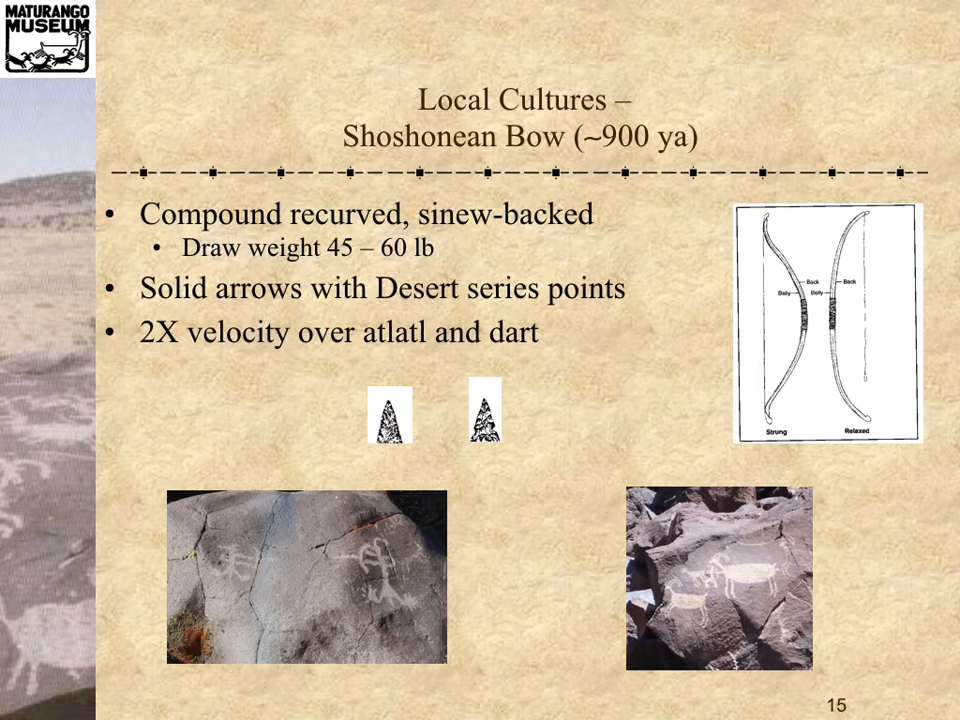 MATURANGO
MUSEUM
Local Cultures –
Shoshonean Bow (~900 ya)
• Compound recurved, sinew-backed
• Draw weight 45 – 60 lb
• Solid arrows with Desert series points
• 2X velocity over atlatl and dart
Back
Back
Belly
Belly
Strung
Relaxed
15